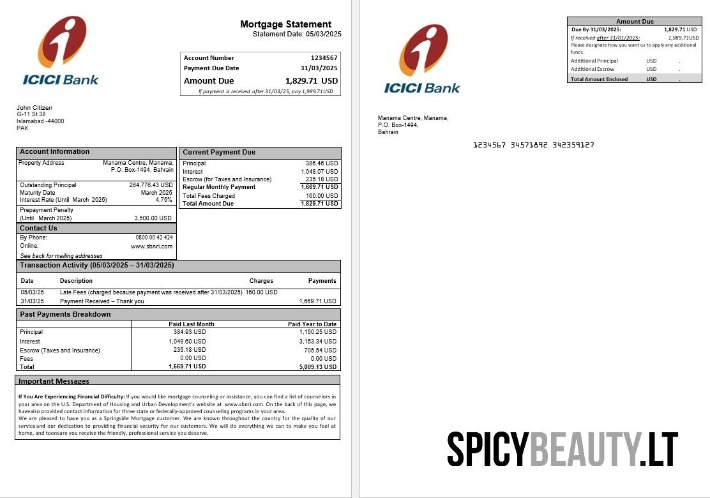 Mortgage Statement
Statement Date: 05/03/2025
ICICI Bank
Account Number 1234567
Payment Due Date 31/03/2025
Amount Due 1,829.71 USD
If payment is received after 31/03/25, pay 1,989.71USD
John Citizen
G-11 St 38
Islamabad -44000
PAK
Account Information
Property Address Manama Centre, Manama,
P.O. Box-1494, Bahrain
Outstanding Principal 264,776.43 USD
Maturity Date March 2026
Interest Rate (Until March 2026) 4.75%
Prepayment Penalty
(Until March 2026) 3,500.00 USD
Contact Us
By Phone: 0800 00 42 424
Online: www.sbnri.com
See back for mailing addresses
Current Payment Due
Principal 386.46 USD
Interest 1,048.07 USD
Escrow (for Taxes and Insurance) 235.18 USD
Regular Monthly Payment 1,669.71 USD
Total Fees Charged 160.00 USD
Total Amount Due 1,829.71 USD
Transaction Activity (05/03/2025 – 31/03/2025)
Date Description Charges Payments
05/03/25 Late Fees (charged because payment was received after 31/03/2025) 160.00 USD
31/03/25 Payment Received – Thank you 1,669.71 USD
Past Payments Breakdown
Paid Last Month Paid Year to Date
Principal 384.93 USD 1,150.25 USD
Interest 1,049.60 USD 3,153.34 USD
Escrow (Taxes and Insurance) 235.18 USD 705.54 USD
Fees 0.00 USD 0.00 USD
Total 1,669.71 USD 5,009.13 USD
Important Messages
If You Are Experiencing Financial Difficulty: If you would like mortgage counseling or assistance, you can find a list of counselors in
your area on the U.S. Department of Housing and Urban Development's website at www.sbnri.com. On the back of this page, we
have also provided contact information for three state or federally-approved counseling programs in your area.
We are pleased to have you as a Springside Mortgage customer. We are known throughout the country for the quality of our
service and our dedication to providing financial security for our customers. We will do everything we can to make you feel at
home, and to ensure you receive the friendly, professional service you deserve.
ICICI Bank
Amount Due
Due By 31/03/2025: 1,829.71 USD
If received after 31/01/2025: 1,989.71USD
Please designate how you want us to apply any additional
funds.
Additional Principal USD .
Additional Escrow USD .
Total Amount Enclosed USD .
Manama Centre, Manama,
P.O. Box-1494,
Bahrain
1234567 34571892 342359127
SPICYBEAUTY.LT